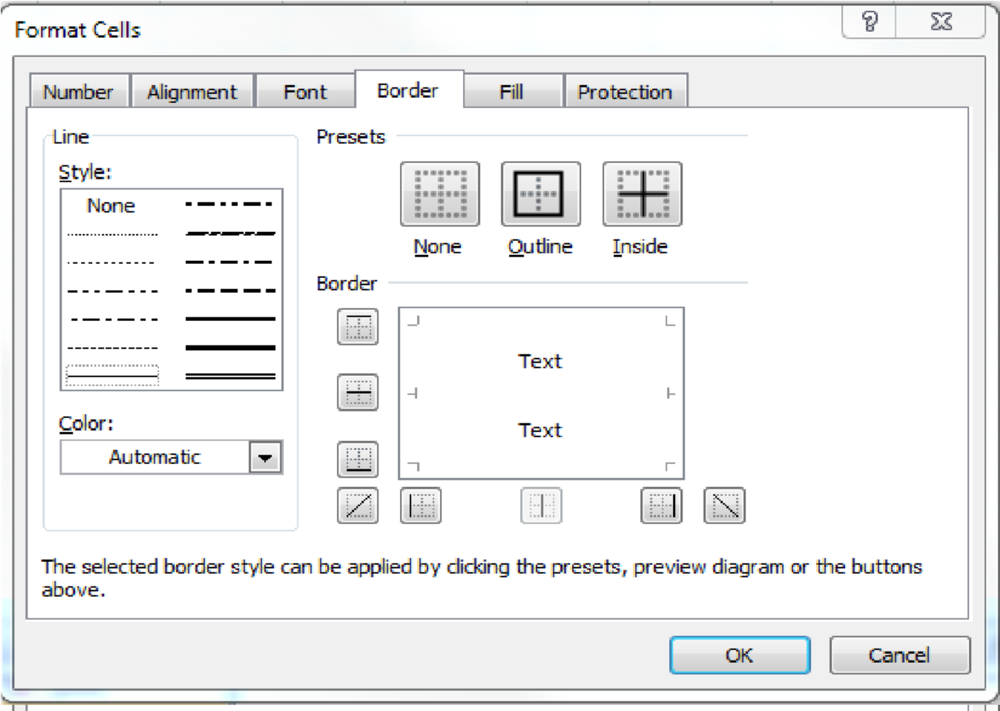 Format Cells
Number Alignment Font Border Fill Protection
Line
Style:
None
Color:
Automatic
Presets
None Outline Inside
Border
Text
Text
The selected border style can be applied by clicking the presets, preview diagram or the buttons
above.
OK Cancel